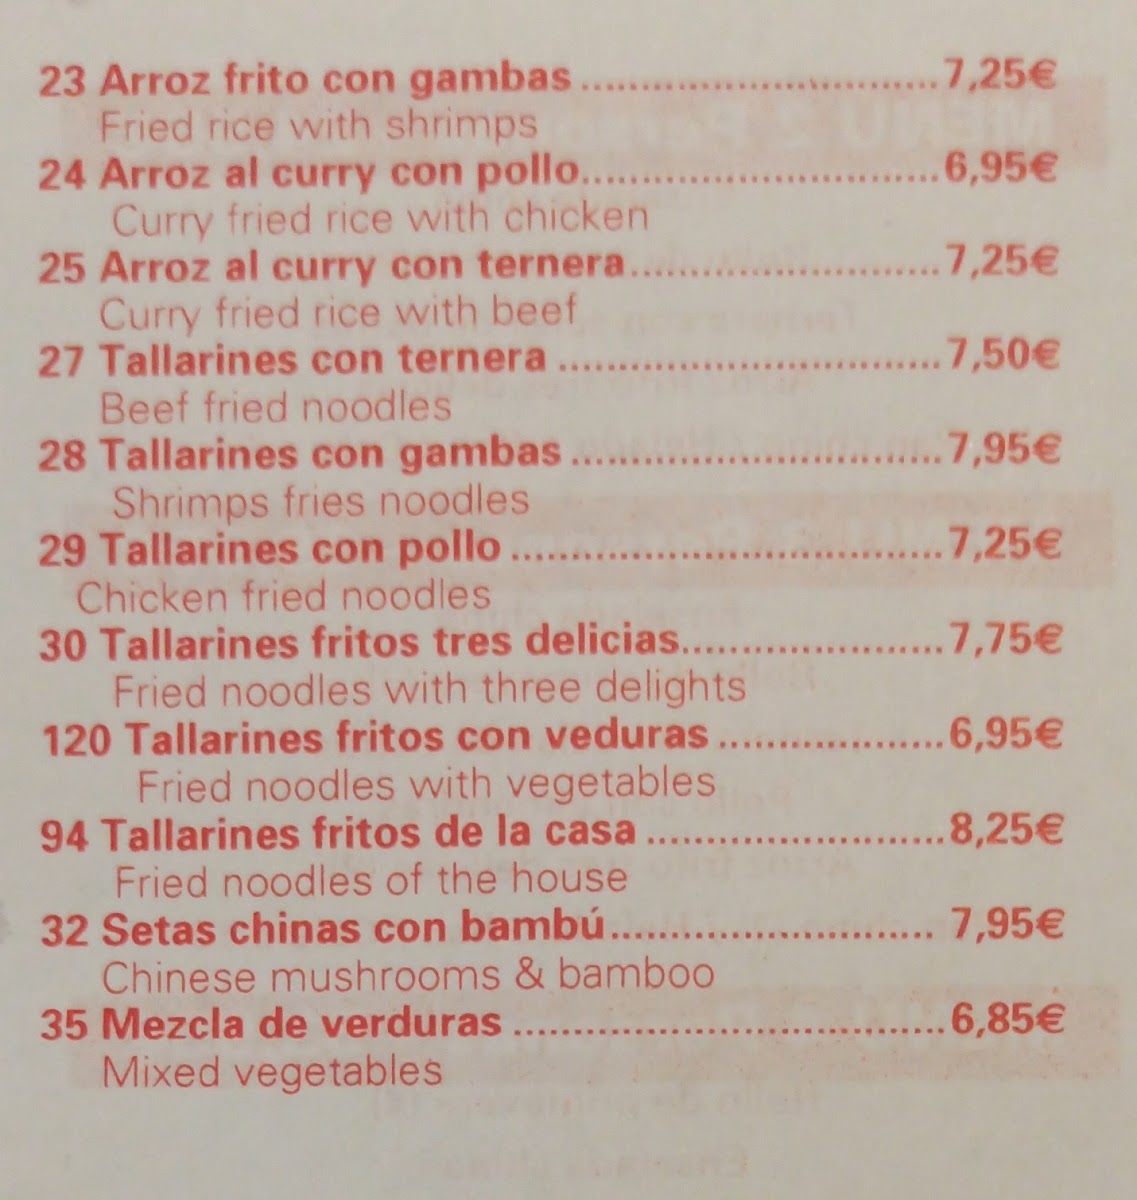 23 Arroz frito con gambas................................7,25€
Fried rice with shrimps
24 Arroz al curry con pollo................................6,95€
Curry fried rice with chicken
25 Arroz al curry con ternera............................7,25€
Curry fried rice with beef
27 Tallarines con ternera ..................................7,50€
Beef fried noodles
28 Tallarines con gambas .................................7,95€
Shrimps fries noodles
29 Tallarines con pollo .......................................7,25€
Chicken fried noodles
30 Tallarines fritos tres delicias........................7,75€
Fried noodles with three delights
120 Tallarines fritos con veduras ....................6,95€
Fried noodles with vegetables
94 Tallarines fritos de la casa ...........................8,25€
Fried noodles of the house
32 Setas chinas con bambú............................. 7,95€
Chinese mushrooms & bamboo
35 Mezcla de verduras .......................................6,85€
Mixed vegetables